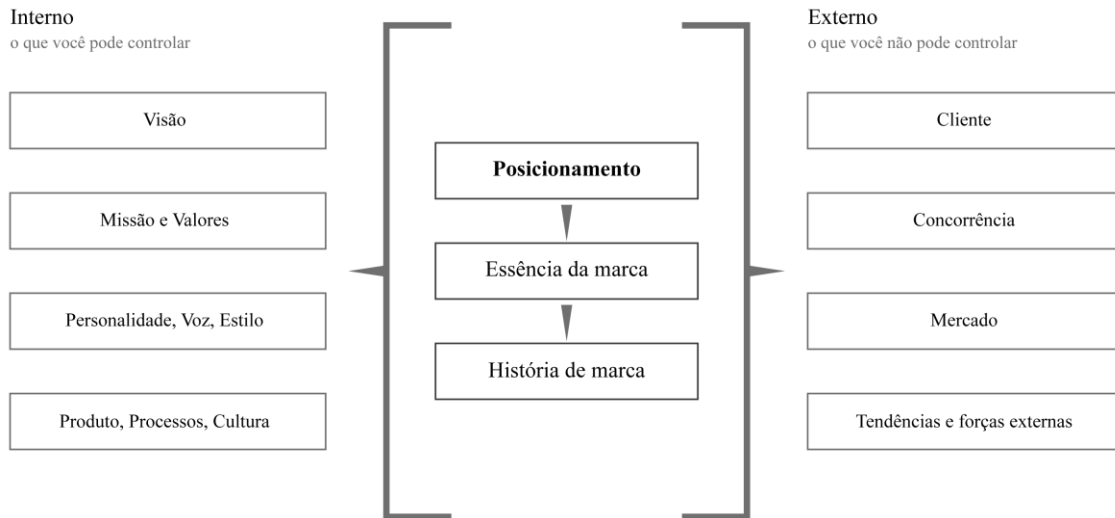 Interno
o que você pode controlar
Visão
Missão e Valores
Personalidade, Voz, Estilo
Produto, Processos, Cultura
Posicionamento
Essência da marca
História de marca
Externo
o que você não pode controlar
Cliente
Concorrência
Mercado
Tendências e forças externas